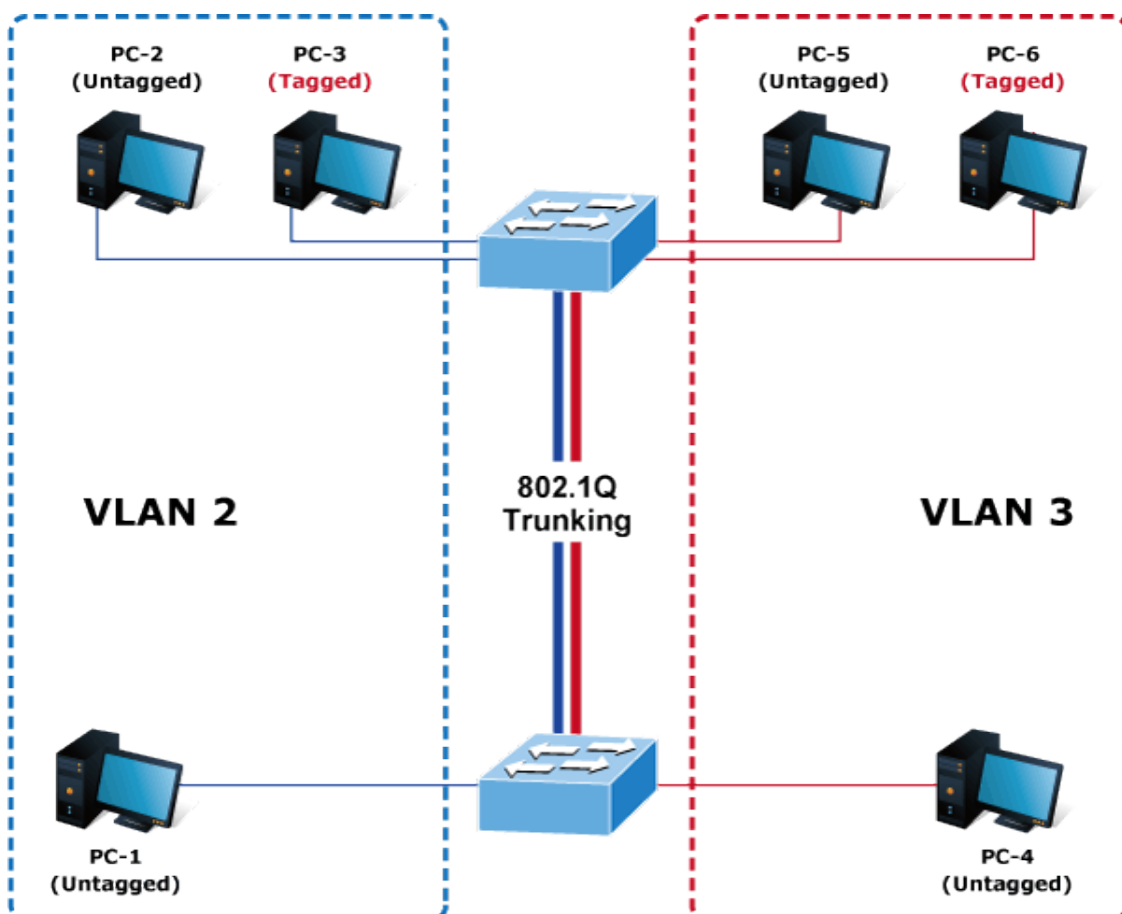 PC-2
(Untagged)
PC-3
(Tagged)
PC-5
(Untagged)
PC-6
(Tagged)
802.1Q
Trunking
VLAN 2
VLAN 3
PC-1
(Untagged)
PC-4
(Untagged)